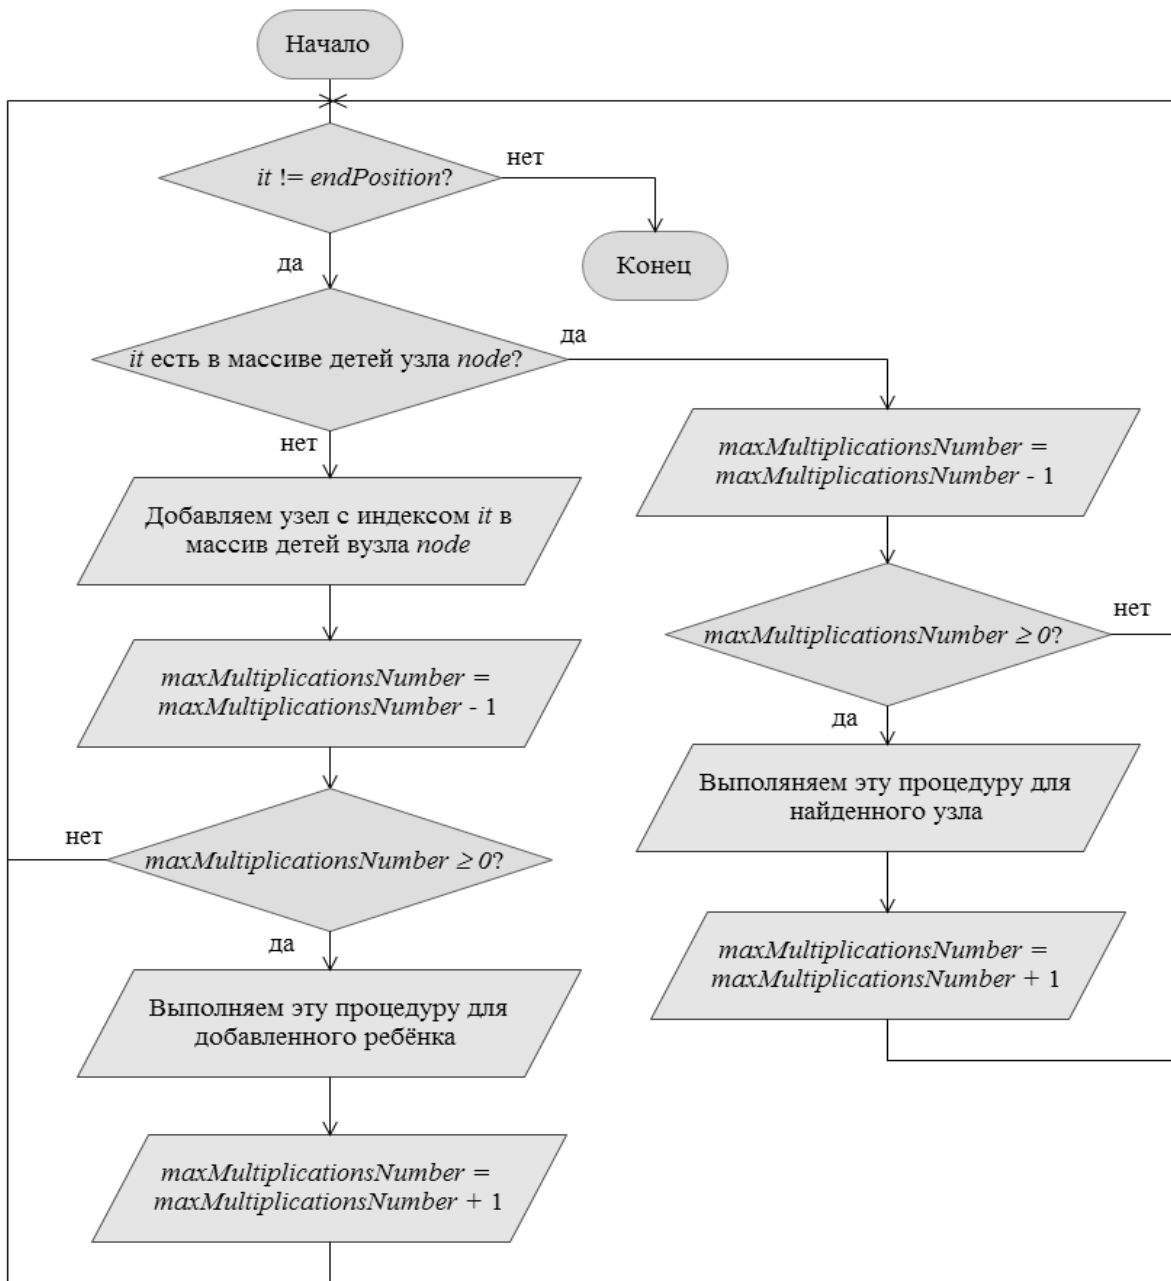 Начало
it != endPosition?
нет
Конец
да
it есть в массиве детей узла node?
да
maxMultiplicationsNumber =
maxMultiplicationsNumber - 1
нет
Добавляем узел с индексом it в
массив детей вузла node
maxMultiplicationsNumber ≥ 0?
нет
maxMultiplicationsNumber =
maxMultiplicationsNumber - 1
да
Выполяняем эту процедуру для
найденного узла
maxMultiplicationsNumber ≥ 0?
нет
maxMultiplicationsNumber =
maxMultiplicationsNumber + 1
да
Выполняем эту процедуру для
добавленного ребёнка
maxMultiplicationsNumber =
maxMultiplicationsNumber + 1